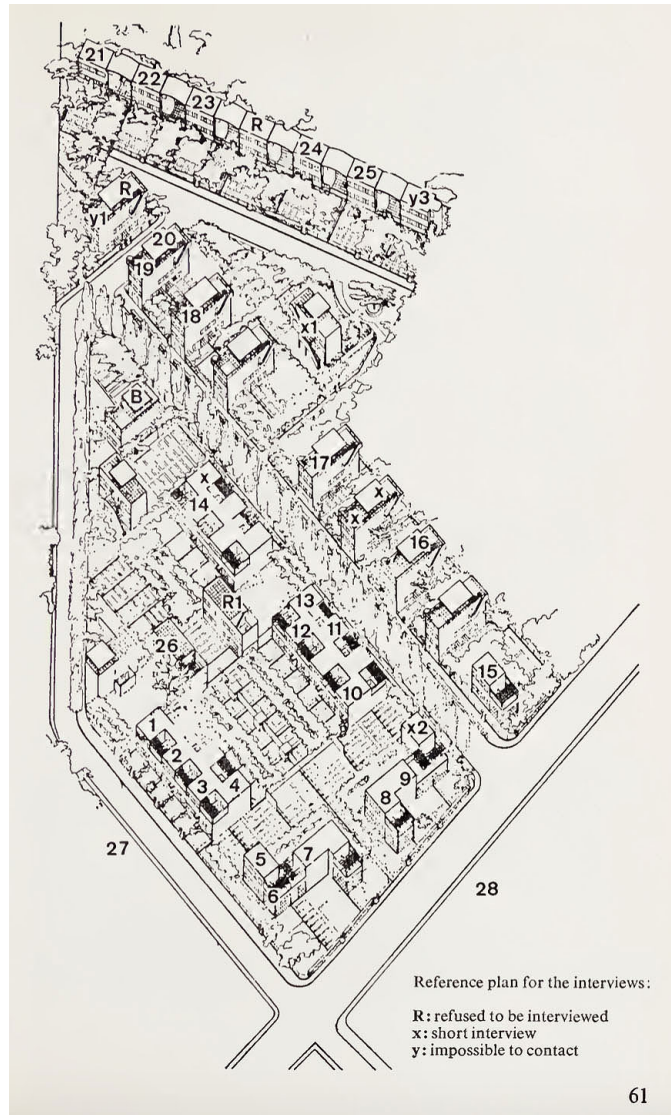 21
22
23
R
24
25
y3
R
y1
20
19
18
x1
B
17
x
14
x
x
16
R1
13
12
11
26
10
15
1
2
3
4
x2
9
8
5
7
6
27
28
Reference plan for the interviews:
R: refused to be interviewed
x: short interview
y: impossible to contact
61